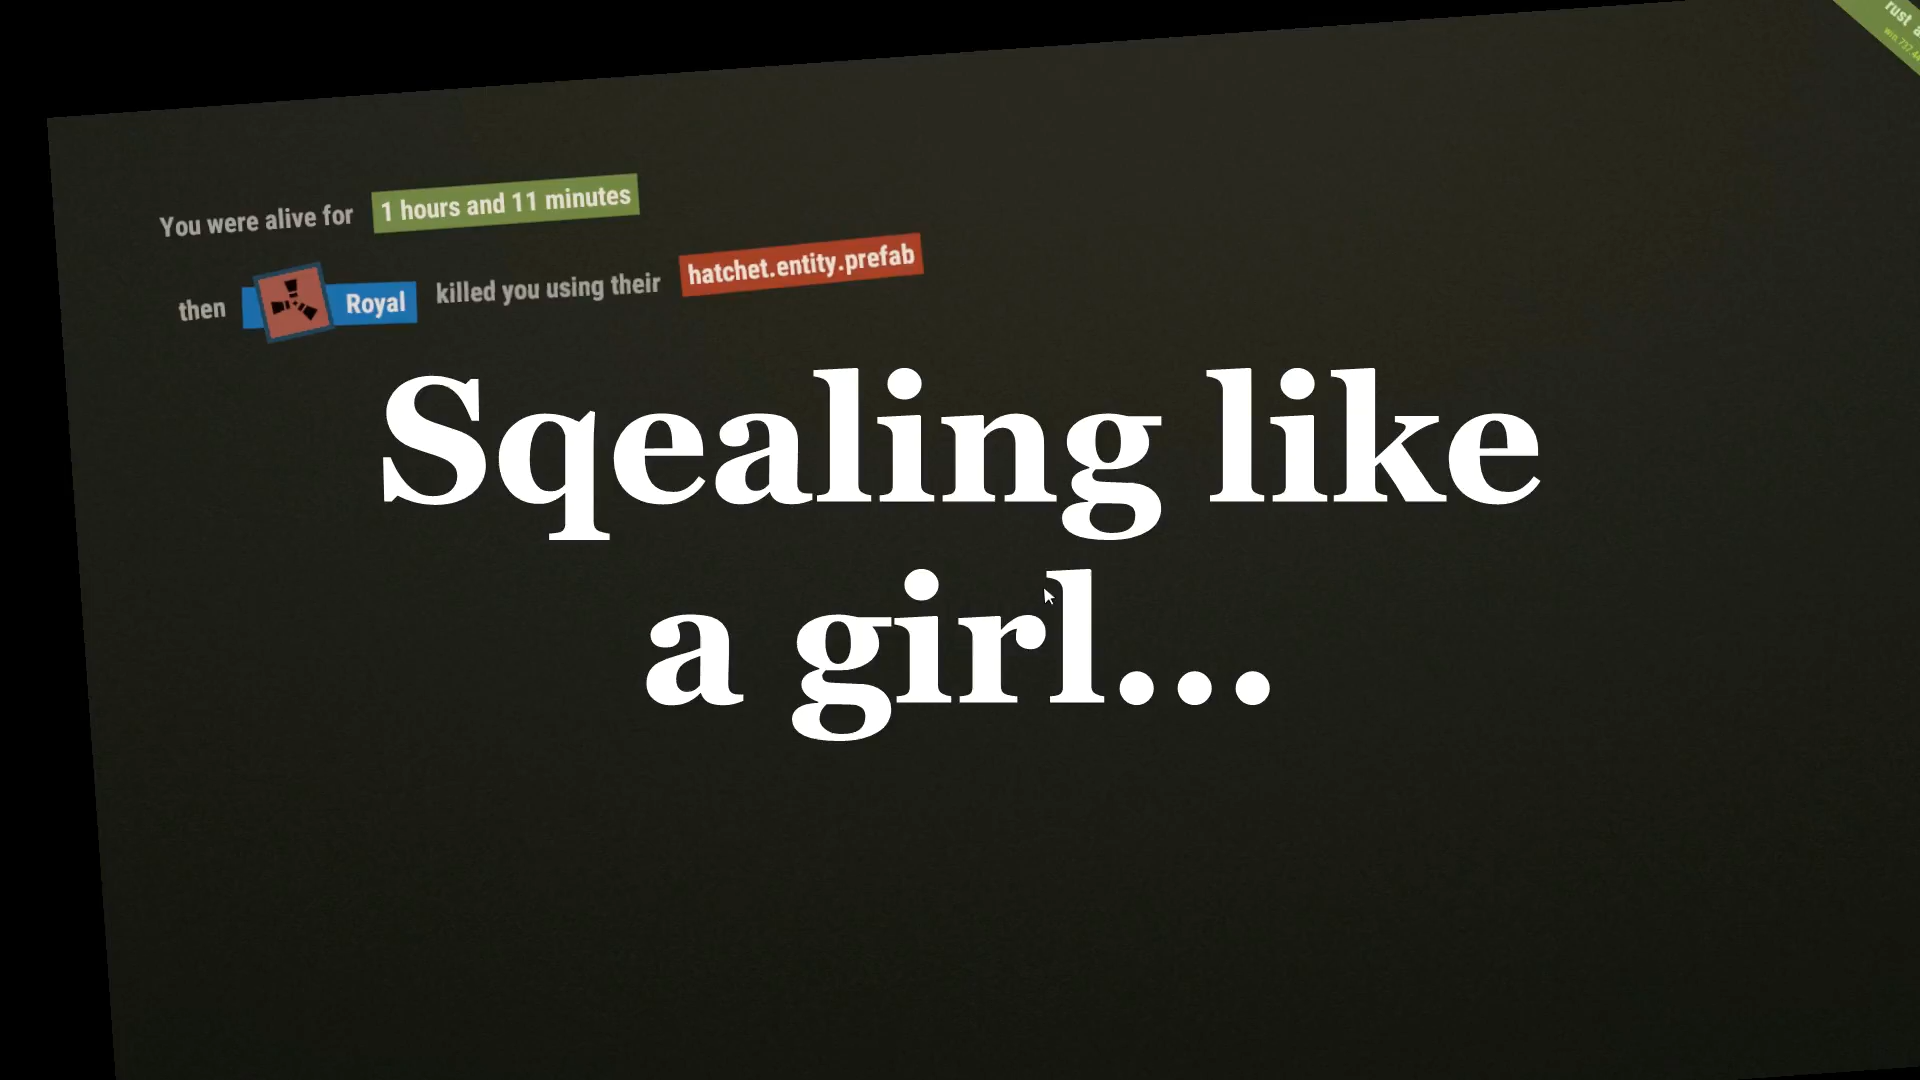 rust
You were alive for 1 hours and 11 minutes
then Royal killed you using their hatchet.entity.prefab
Sqealing like
a girl...